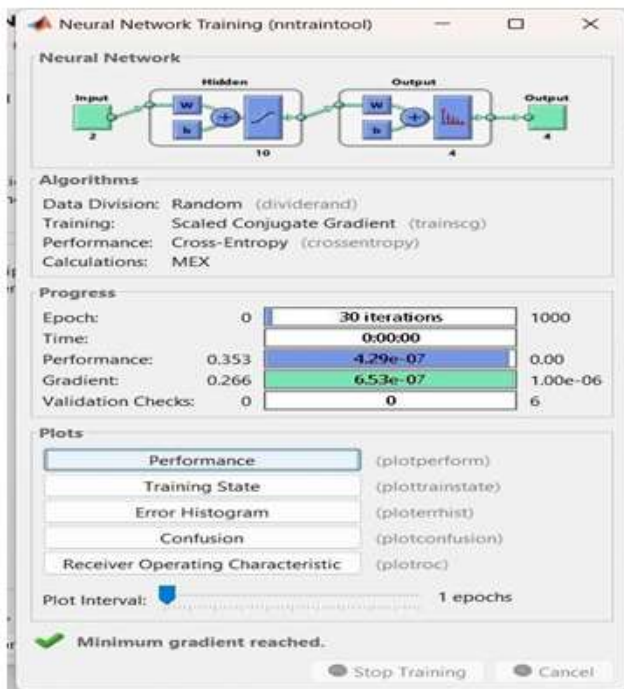 Neural Network Training (nntraintool)
Neural Network
Hidden Output
Input Output
W W
b b
2 10 4 4
Algorithms
Data Division: Random (dividerand)
Training: Scaled Conjugate Gradient (trainscg)
Performance: Cross-Entropy (crossentropy)
Calculations: MEX
Progress
Epoch: 0 30 iterations 1000
Time: 0:00:00
Performance: 0.353 4.29e-07 0.00
Gradient: 0.266 6.53e-07 1.00e-06
Validation Checks: 0 0 6
Plots
Performance (plotperform)
Training State (plottrainstate)
Error Histogram (ploterrhist)
Confusion (plotconfusion)
Receiver Operating Characteristic (plotroc)
Plot Interval: 1 epochs
Minimum gradient reached.
Stop Training Cancel